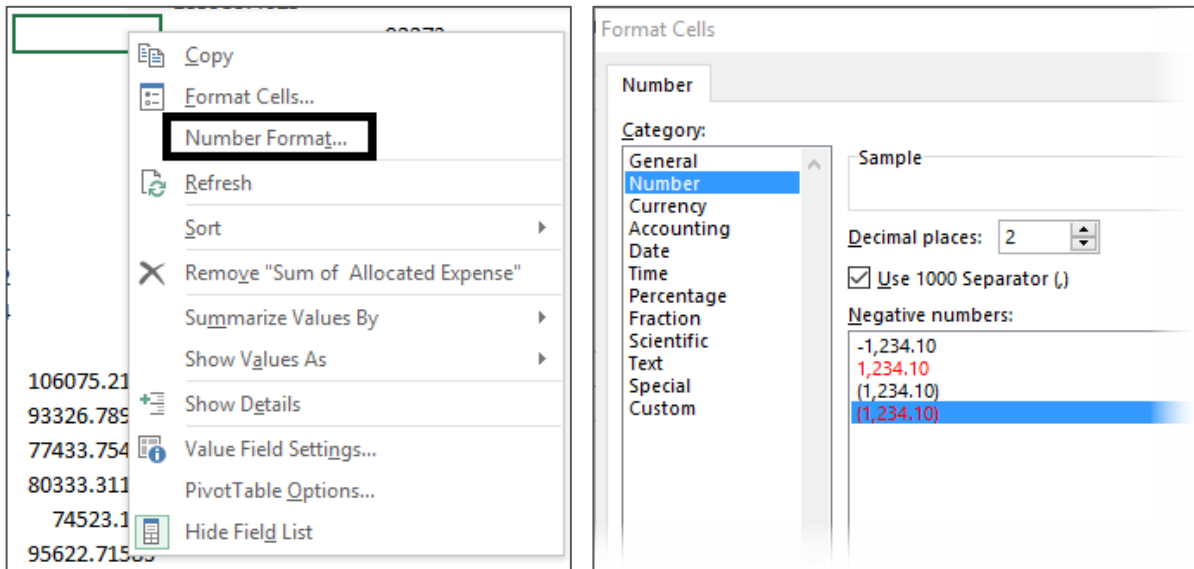 Copy
Format Cells...
Number Format...
Refresh
Sort
Remove "Sum of  Allocated Expense"
Summarize Values By
Show Values As
Show Details
Value Field Settings...
PivotTable Options...
Hide Field List
106075.21
93326.789
77433.754
80333.311
74523.1
Format Cells
Number
Category:
General
Number
Currency
Accounting
Date
Time
Percentage
Fraction
Scientific
Text
Special
Custom
Sample
Decimal places: 2
Use 1000 Separator (,)
Negative numbers:
-1,234.10
1,234.10
(1,234.10)
(1,234.10)